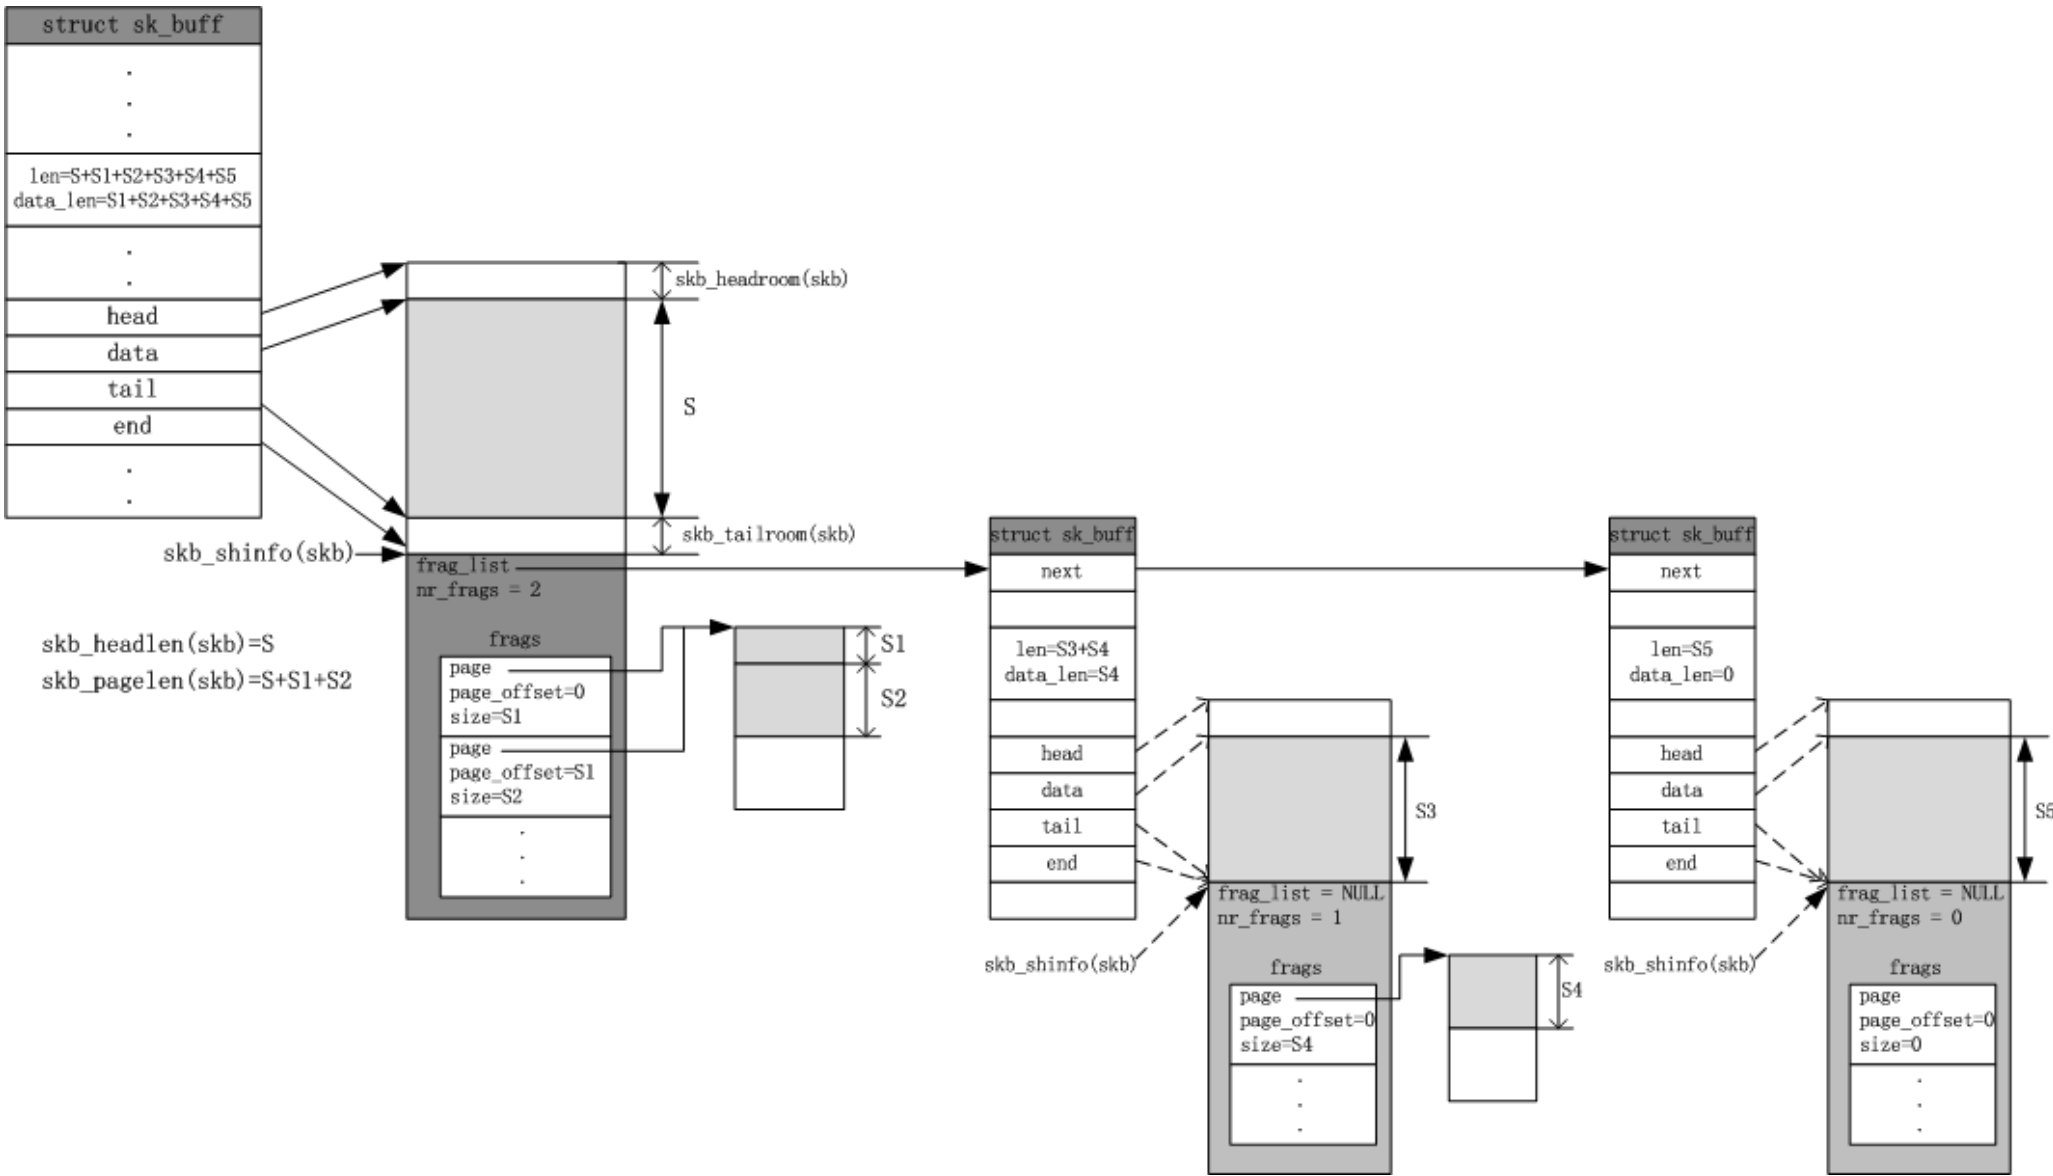 struct sk_buff
.
.
.
len=S+S1+S2+S3+S4+S5
data_len=S1+S2+S3+S4+S5
.
.
head
data
tail
end
.
.
skb_headroom(skb)
S
skb_tailroom(skb)
skb_shinfo(skb)
frag_list
nr_frags = 2
frags
page
page_offset=0
size=S1
page
page_offset=S1
size=S2
.
.
.
skb_headlen(skb)=S
skb_pagelen(skb)=S+S1+S2
S1
S2
struct sk_buff
next
len=S3+S4
data_len=S4
head
data
tail
end
S3
skb_shinfo(skb)
frag_list = NULL
nr_frags = 1
frags
page
page_offset=0
size=S4
.
.
.
S4
struct sk_buff
next
len=S5
data_len=0
head
data
tail
end
S5
skb_shinfo(skb)
frag_list = NULL
nr_frags = 0
frags
page
page_offset=0
size=0
.
.
.